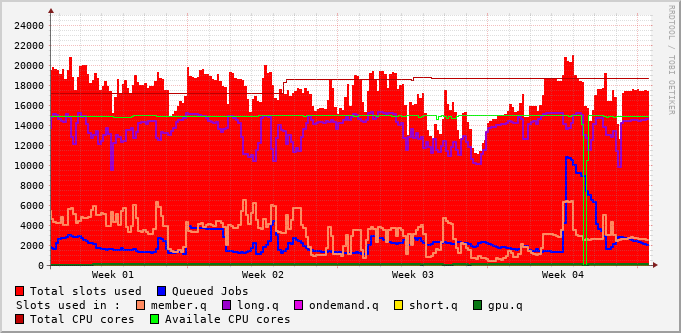 RRDTOOL / TOBI OETIKER
24000
22000
20000
18000
16000
14000
12000
10000
8000
6000
4000
2000
0
Week 01 Week 02 Week 03 Week 04
Total slots used Queued Jobs
Slots used in : member.q long.q ondemand.q short.q gpu.q
Total CPU cores Availale CPU cores